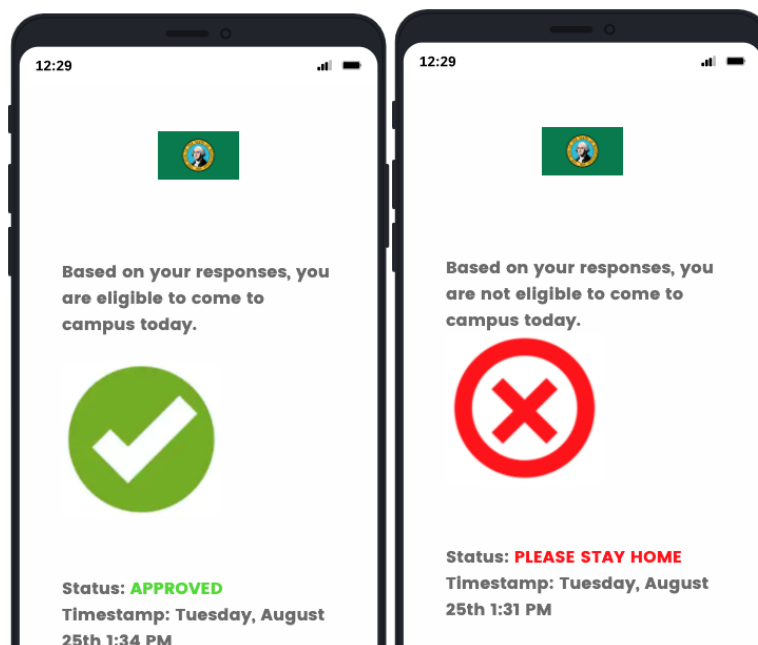 12:29
Based on your responses, you
are eligible to come to
campus today.
Status: APPROVED
Timestamp: Tuesday, August
25th 1:34 PM
12:29
Based on your responses, you
are not eligible to come to
campus today.
Status: PLEASE STAY HOME
Timestamp: Tuesday, August
25th 1:31 PM